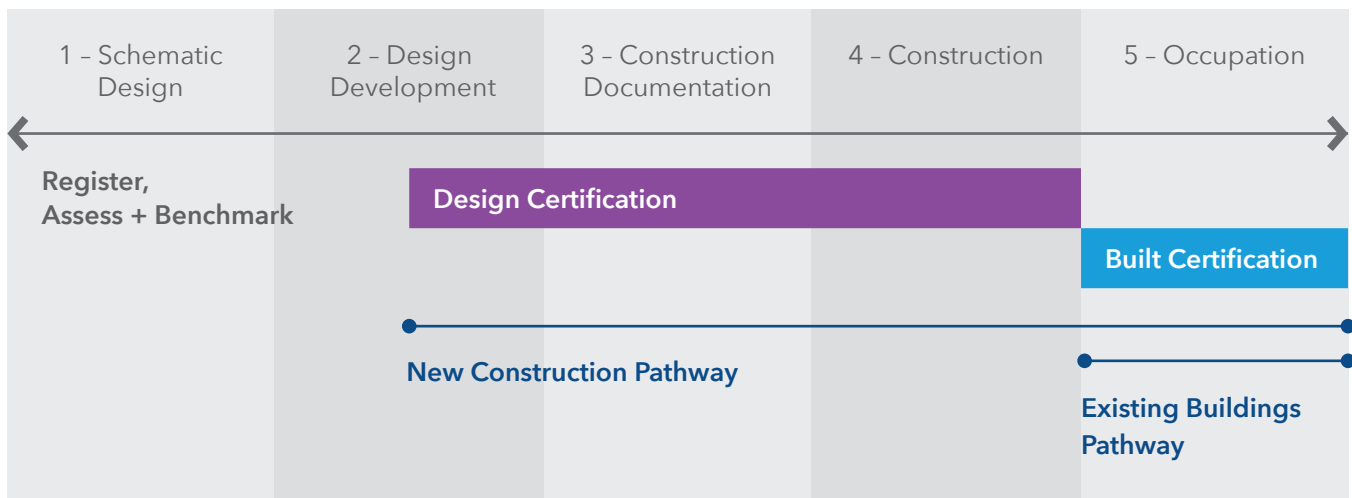 1 – Schematic
Design
2 – Design
Development
3 – Construction
Documentation
4 – Construction
5 – Occupation
Register,
Assess + Benchmark
Design Certification
Built Certification
New Construction Pathway
Existing Buildings
Pathway